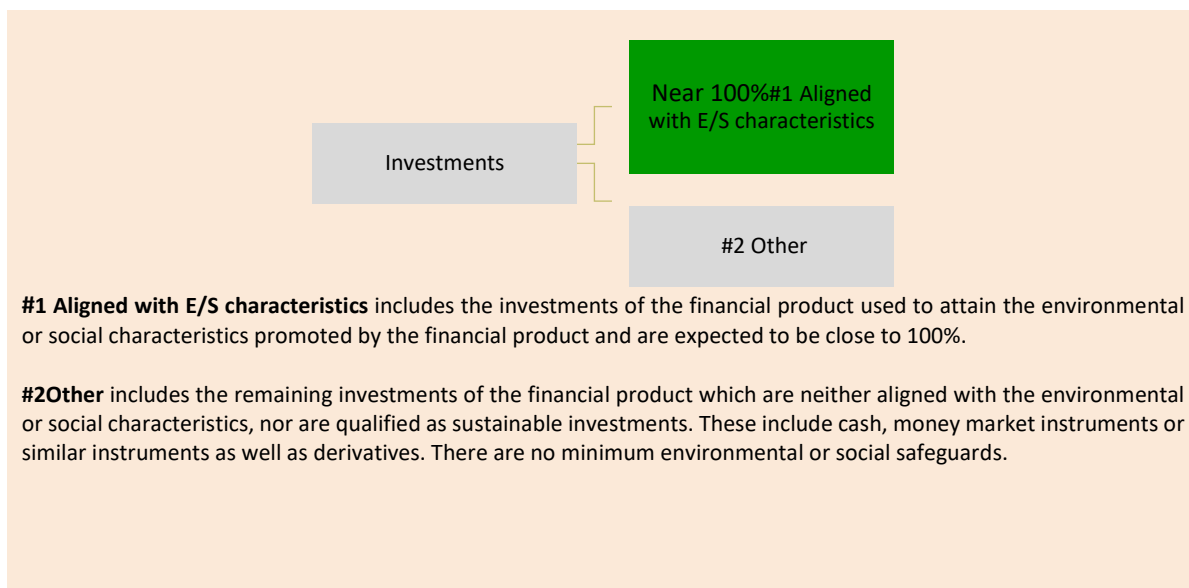 Near 100%#1 Aligned
with E/S characteristics
Investments
#2 Other
#1 Aligned with E/S characteristics includes the investments of the financial product used to attain the environmental
or social characteristics promoted by the financial product and are expected to be close to 100%.
#2Other includes the remaining investments of the financial product which are neither aligned with the environmental
or social characteristics, nor are qualified as sustainable investments. These include cash, money market instruments or
similar instruments as well as derivatives. There are no minimum environmental or social safeguards.